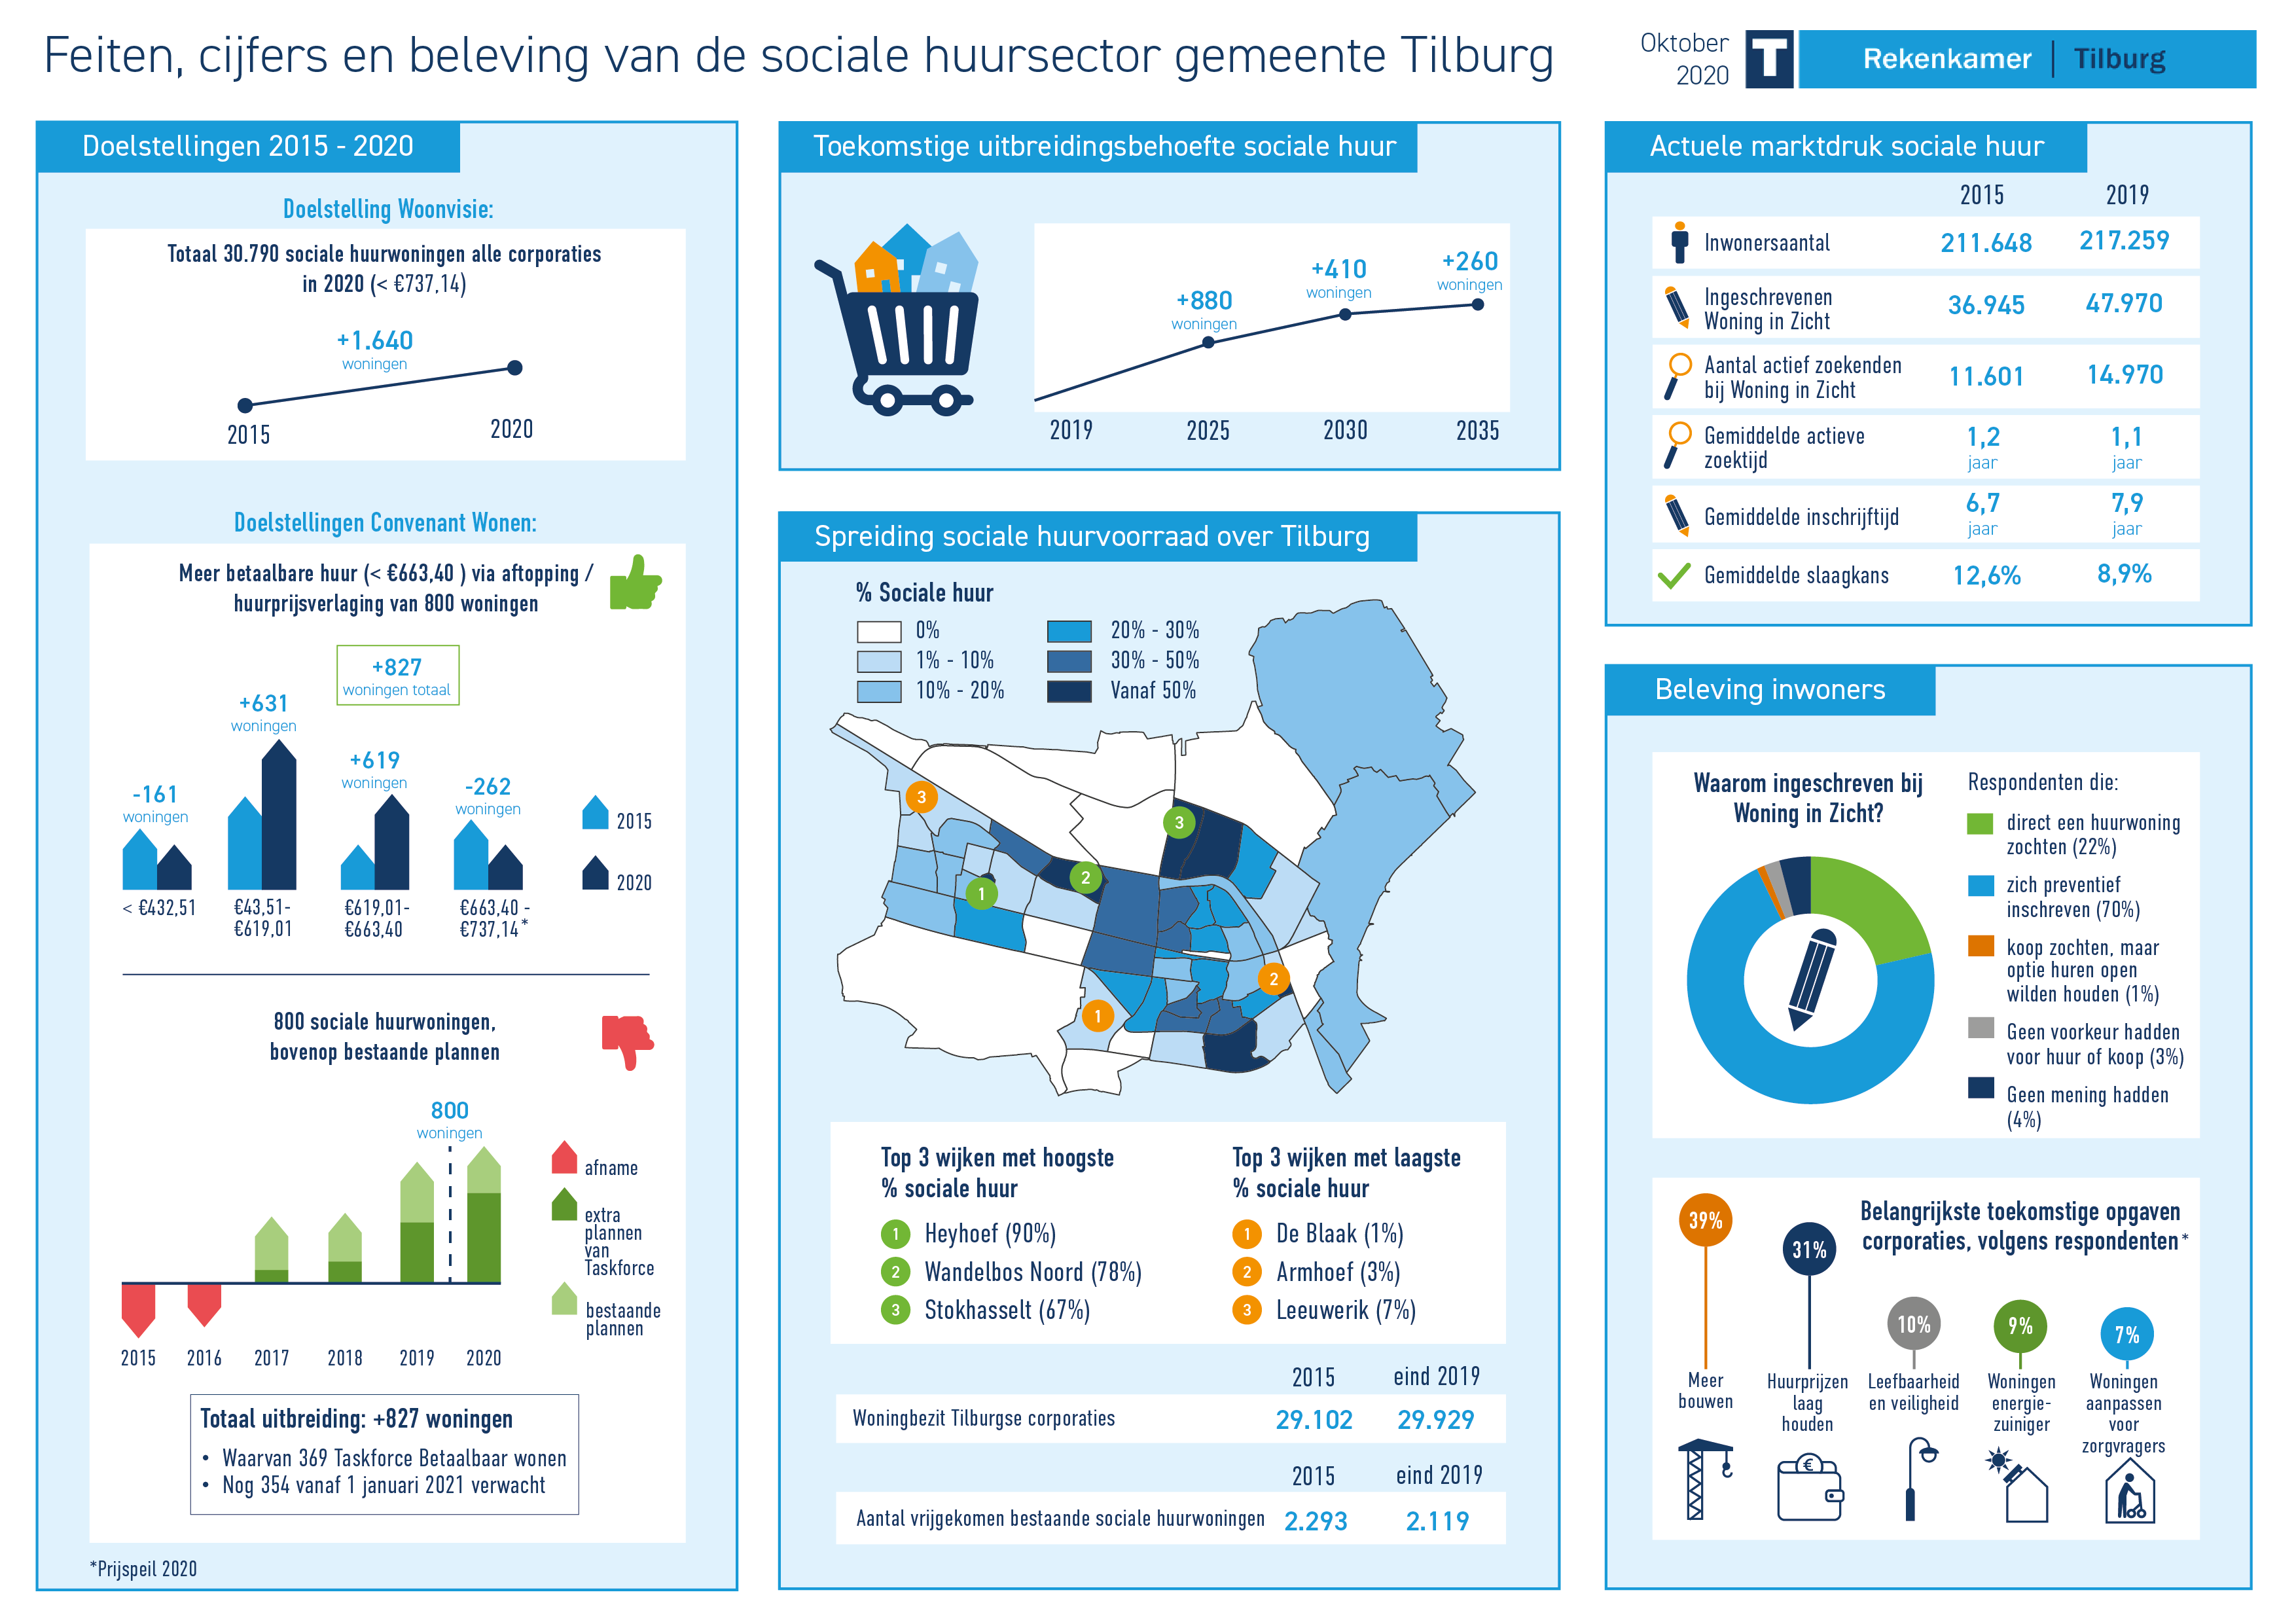 Feiten, cijfers en beleving van de sociale huursector gemeente Tilburg
Oktober
2020
T
Rekenkamer | Tilburg
Doelstellingen 2015 - 2020
Doelstelling Woonvisie:
Totaal 30.790 sociale huurwoningen alle corporaties
in 2020 (< €737,14)
+1.640
woningen
2015
2020
Doelstellingen Convenant Wonen:
Meer betaalbare huur (< €663,40 ) via aftopping /
huurprijsverlaging van 800 woningen
+827
woningen totaal
-161
woningen
+631
woningen
+619
woningen
-262
woningen
2015
2020
< €432,51
€43,51-
€619,01
€619,01-
€663,40
€663,40 -
€737,14*
800 sociale huurwoningen,
bovenop bestaande plannen
800
woningen
afname
extra
plannen
van
Taskforce
bestaande
plannen
2015 2016 2017 2018 2019 2020
Totaal uitbreiding: +827 woningen
• Waarvan 369 Taskforce Betaalbaar wonen
• Nog 354 vanaf 1 januari 2021 verwacht
*Prijspeil 2020
Toekomstige uitbreidingsbehoefte sociale huur
+880
woningen
+410
woningen
+260
woningen
2019 2025 2030 2035
Spreiding sociale huurvoorraad over Tilburg
% Sociale huur
0%
1% - 10%
10% - 20%
20% - 30%
30% - 50%
Vanaf 50%
3
3
2
1
2
1
Top 3 wijken met hoogste
% sociale huur
1 Heyhoef (90%)
2 Wandelbos Noord (78%)
3 Stokhasselt (67%)
Top 3 wijken met laagste
% sociale huur
1 De Blaak (1%)
2 Armhoef (3%)
3 Leeuwerik (7%)
2015 eind 2019
Woningbezit Tilburgse corporaties 29.102 29.929
2015 eind 2019
Aantal vrijgekomen bestaande sociale huurwoningen 2.293 2.119
Actuele marktdruk sociale huur
2015 2019
Inwonersaantal 211.648 217.259
Ingeschrevenen
Woning in Zicht
36.945 47.970
Aantal actief zoekenden
bij Woning in Zicht
11.601 14.970
Gemiddelde actieve
zoektijd
1,2
jaar
1,1
jaar
Gemiddelde inschrijftijd
6,7
jaar
7,9
jaar
Gemiddelde slaagkans 12,6% 8,9%
Beleving inwoners
Waarom ingeschreven bij
Woning in Zicht?
Respondenten die:
direct een huurwoning
zochten (22%)
zich preventief
inschreven (70%)
koop zochten, maar
optie huren open
wilden houden (1%)
Geen voorkeur hadden
voor huur of koop (3%)
Geen mening hadden
(4%)
Belangrijkste toekomstige opgaven
corporaties, volgens respondenten*
39%
31%
10%
9%
7%
Meer
bouwen
Huurprijzen
laag
houden
Leefbaarheid
en veiligheid
Woningen
energie-
zuiniger
Woningen
aanpassen
voor
zorgvragers
€